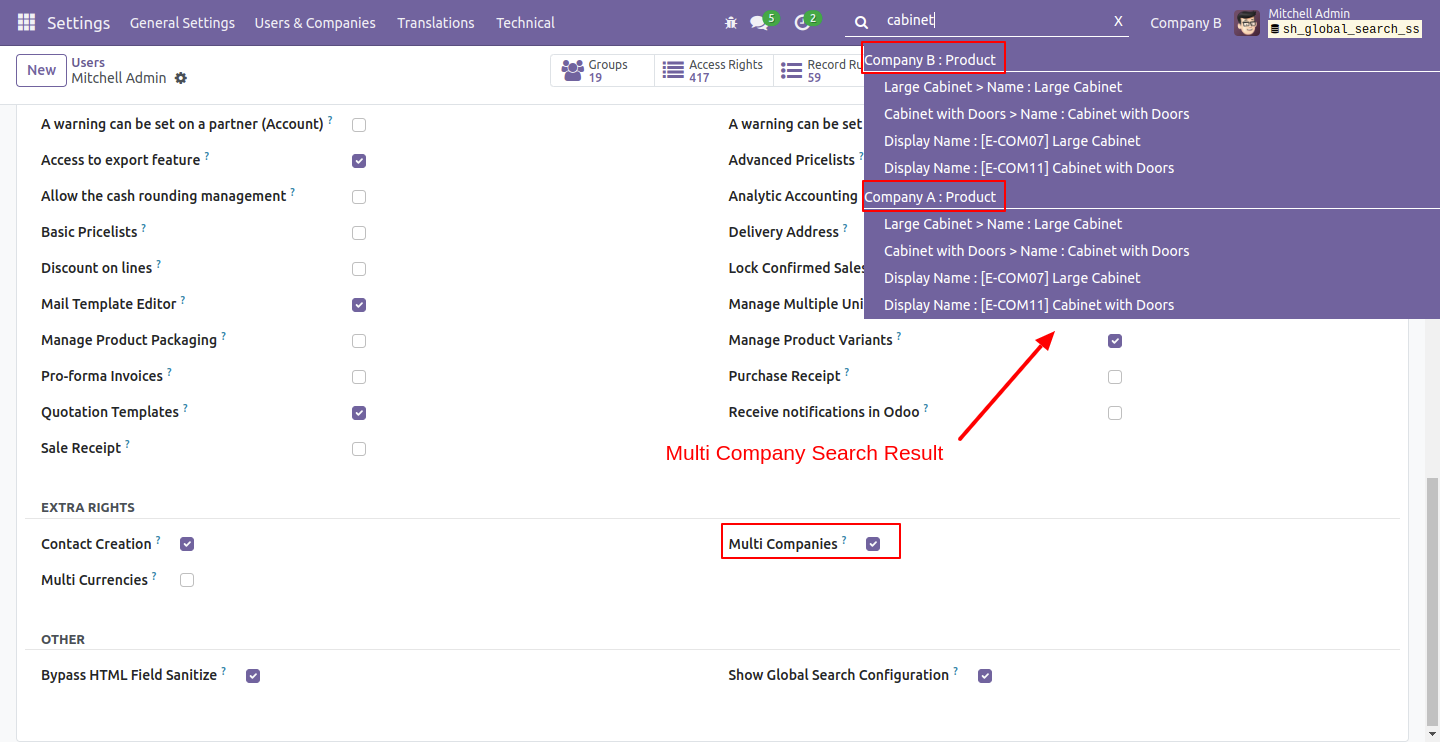 Settings General Settings Users & Companies Translations Technical 5 2 cabinet X Company B Mitchell Admin
sh_global_search_ss
New Users
Mitchell Admin
Groups
19
Access Rights
417
Record Ru
59
Company B : Product
Large Cabinet > Name : Large Cabinet
Cabinet with Doors > Name : Cabinet with Doors
Display Name : [E-COM07] Large Cabinet
Display Name : [E-COM11] Cabinet with Doors
Company A : Product
Large Cabinet > Name : Large Cabinet
Cabinet with Doors > Name : Cabinet with Doors
Display Name : [E-COM07] Large Cabinet
Display Name : [E-COM11] Cabinet with Doors
A warning can be set on a partner (Account) ? A warning can be set
Access to export feature ? Advanced Pricelists ?
Allow the cash rounding management ? Analytic Accounting
Basic Pricelists ? Delivery Address ?
Discount on lines ? Lock Confirmed Sales
Mail Template Editor ? Manage Multiple Uni
Manage Product Packaging ? Manage Product Variants ?
Pro-forma Invoices ? Purchase Receipt ?
Quotation Templates ? Receive notifications in Odoo ?
Sale Receipt ?
Multi Company Search Result
EXTRA RIGHTS
Contact Creation ? Multi Companies ?
Multi Currencies ?
OTHER
Bypass HTML Field Sanitize ? Show Global Search Configuration ?